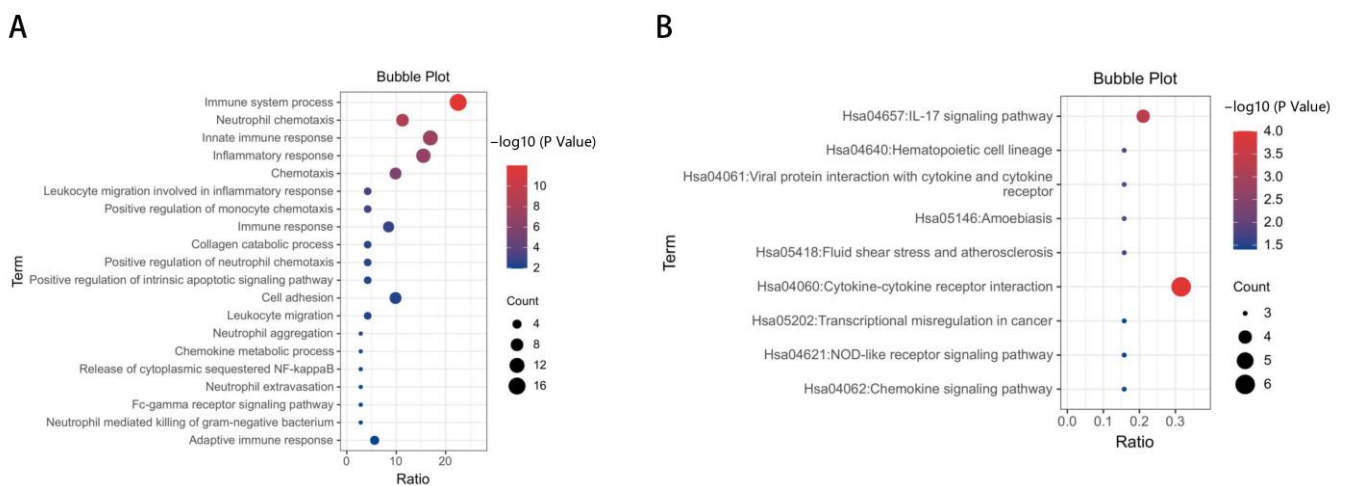 A
B
Bubble Plot
Immune system process
Neutrophil chemotaxis
Innate immune response
Inflammatory response
Chemotaxis
Leukocyte migration involved in inflammatory response
Positive regulation of monocyte chemotaxis
Immune response
Collagen catabolic process
Positive regulation of neutrophil chemotaxis
Positive regulation of intrinsic apoptotic signaling pathway
Cell adhesion
Leukocyte migration
Neutrophil aggregation
Chemokine metabolic process
Release of cytoplasmic sequestered NF-kappaB
Neutrophil extravasation
Fc-gamma receptor signaling pathway
Neutrophil mediated killing of gram-negative bacterium
Adaptive immune response
Term
0 10 20
Ratio
−log10 (P Value)
10
8
6
4
2
Count
4
8
12
16
Bubble Plot
Hsa04657:IL-17 signaling pathway
Hsa04640:Hematopoietic cell lineage
Hsa04061:Viral protein interaction with cytokine and cytokine
receptor
Hsa05146:Amoebiasis
Hsa05418:Fluid shear stress and atherosclerosis
Hsa04060:Cytokine-cytokine receptor interaction
Hsa05202:Transcriptional misregulation in cancer
Hsa04621:NOD-like receptor signaling pathway
Hsa04062:Chemokine signaling pathway
Term
0.0 0.1 0.2 0.3
Ratio
−log10 (P Value)
4.0
3.5
3.0
2.5
2.0
1.5
Count
3
4
5
6